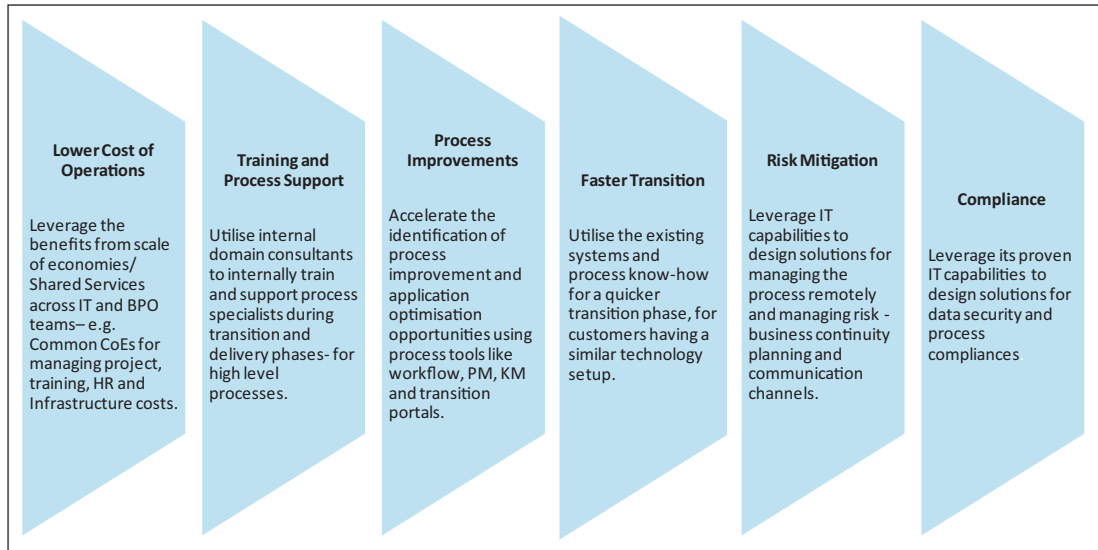 Lower Cost of
Operations
Leverage the
benefits from scale
of economies/
Shared Services
across IT and BPO
teams– e.g.
Common CoEs for
managing project,
training, HR and
Infrastructure costs.
Training and
Process Support
Utilise internal
domain consultants
to internally train
and support process
specialists during
transition and
delivery phases- for
high level
processes.
Process
Improvements
Accelerate the
identification of
process
improvement and
application
optimisation
opportunities using
process tools like
workflow, PM, KM
and transition
portals.
Faster Transition
Utilise the existing
systems and
process know-how
for a quicker
transition phase, for
customers having a
similar technology
setup.
Risk Mitigation
Leverage IT
capabilities to
design solutions for
managing the
process remotely
and managing risk -
business continuity
planning and
communication
channels.
Compliance
Leverage its proven
IT capabilities to
design solutions for
data security and
process
compliances